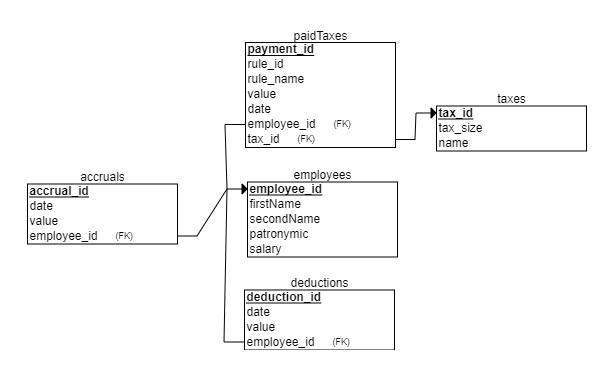 paidTaxes
payment_id
rule_id
rule_name
value
date
employee_id (FK)
tax_id (FK)
taxes
tax_id
tax_size
name
accruals
accrual_id
date
value
employee_id (FK)
employees
employee_id
firstName
secondName
patronymic
salary
deductions
deduction_id
date
value
employee_id (FK)